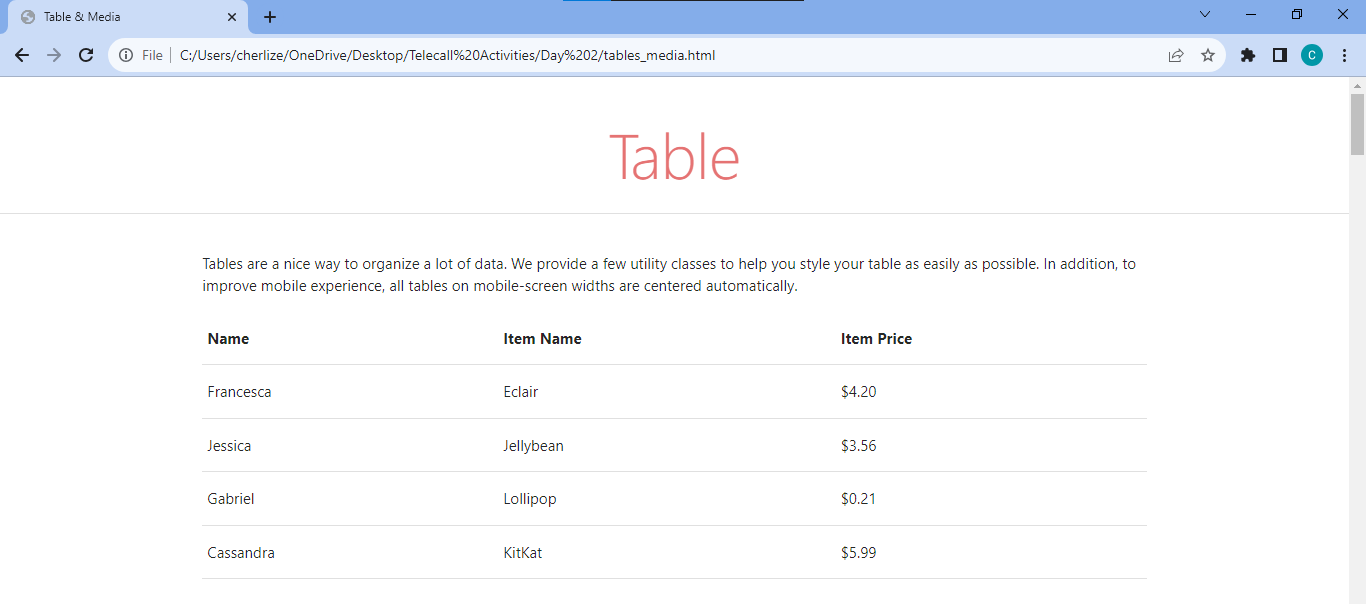 Table & Media
File C:/Users/cherlize/OneDrive/Desktop/Telecall%20Activities/Day%202/tables_media.html
C
Table
Tables are a nice way to organize a lot of data. We provide a few utility classes to help you style your table as easily as possible. In addition, to
improve mobile experience, all tables on mobile-screen widths are centered automatically.
Name Item Name Item Price
Francesca Eclair $4.20
Jessica Jellybean $3.56
Gabriel Lollipop $0.21
Cassandra KitKat $5.99